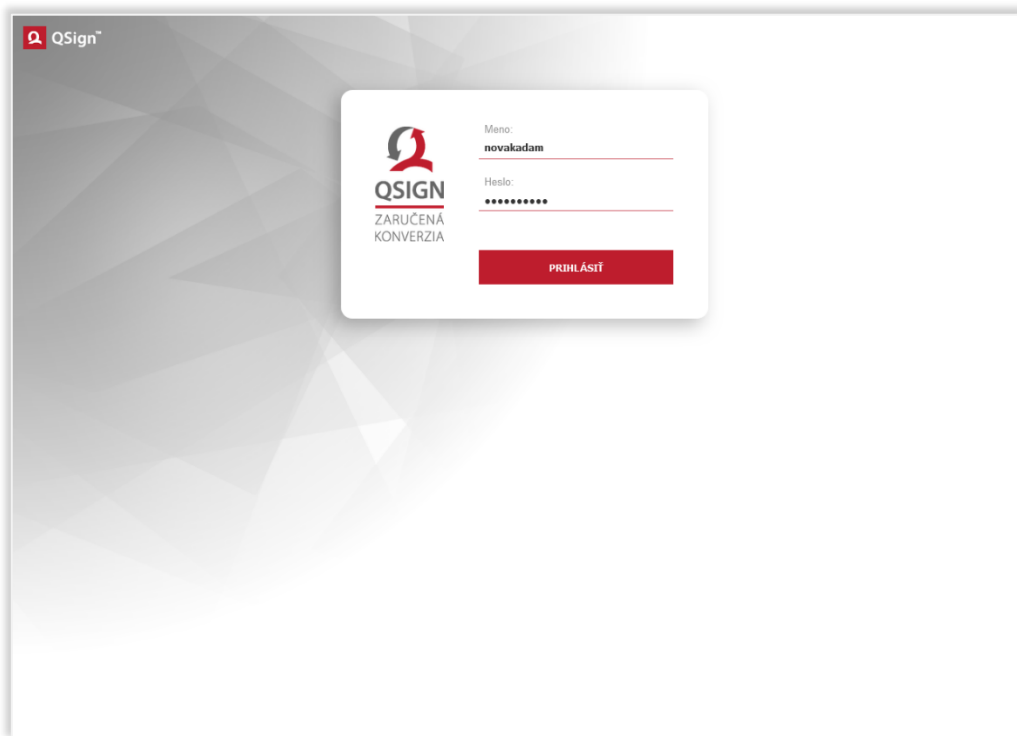 QSign™
QSIGN
ZARUČENÁ
KONVERZIA
Meno:
novakadam
Heslo:
••••••••••
PRIHLÁSIŤ